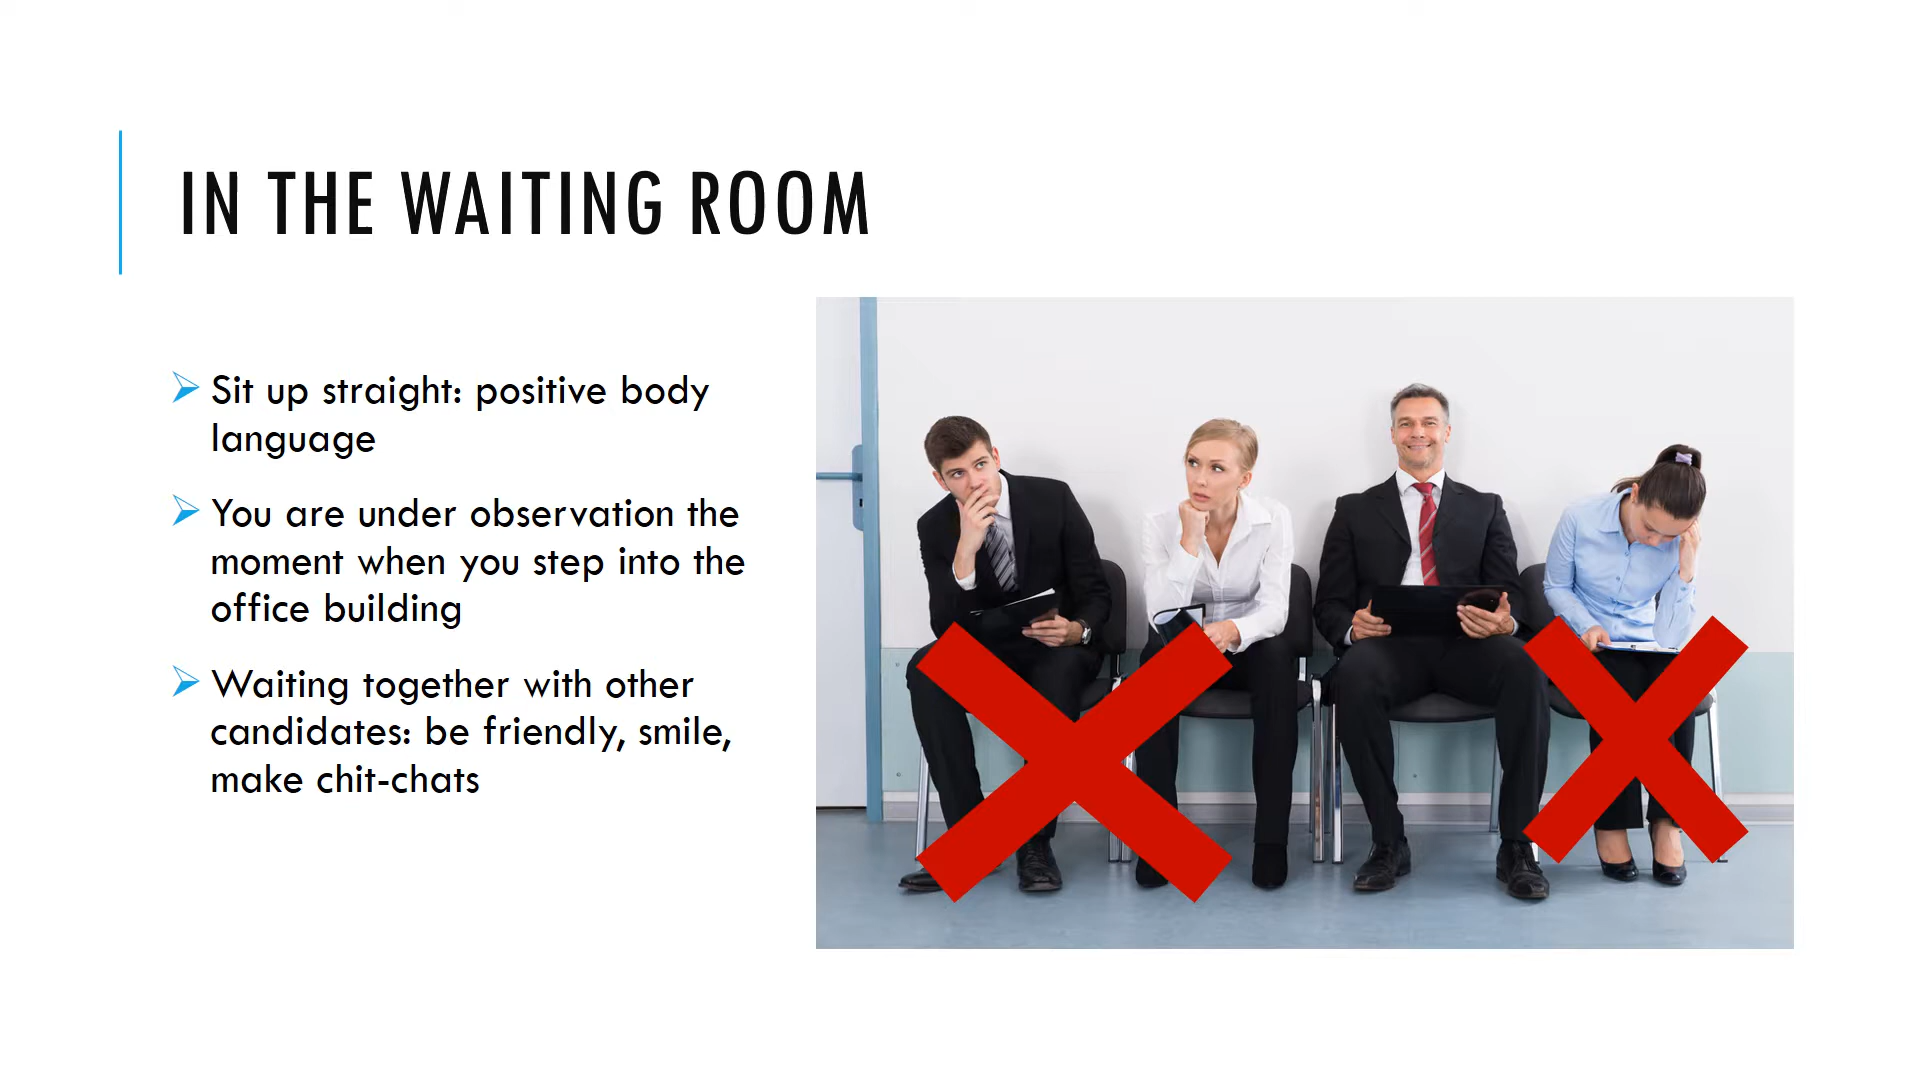 IN THE WAITING ROOM
Sit up straight: positive body
language
You are under observation the
moment when you step into the
office building
Waiting together with other
candidates: be friendly, smile,
make chit-chats